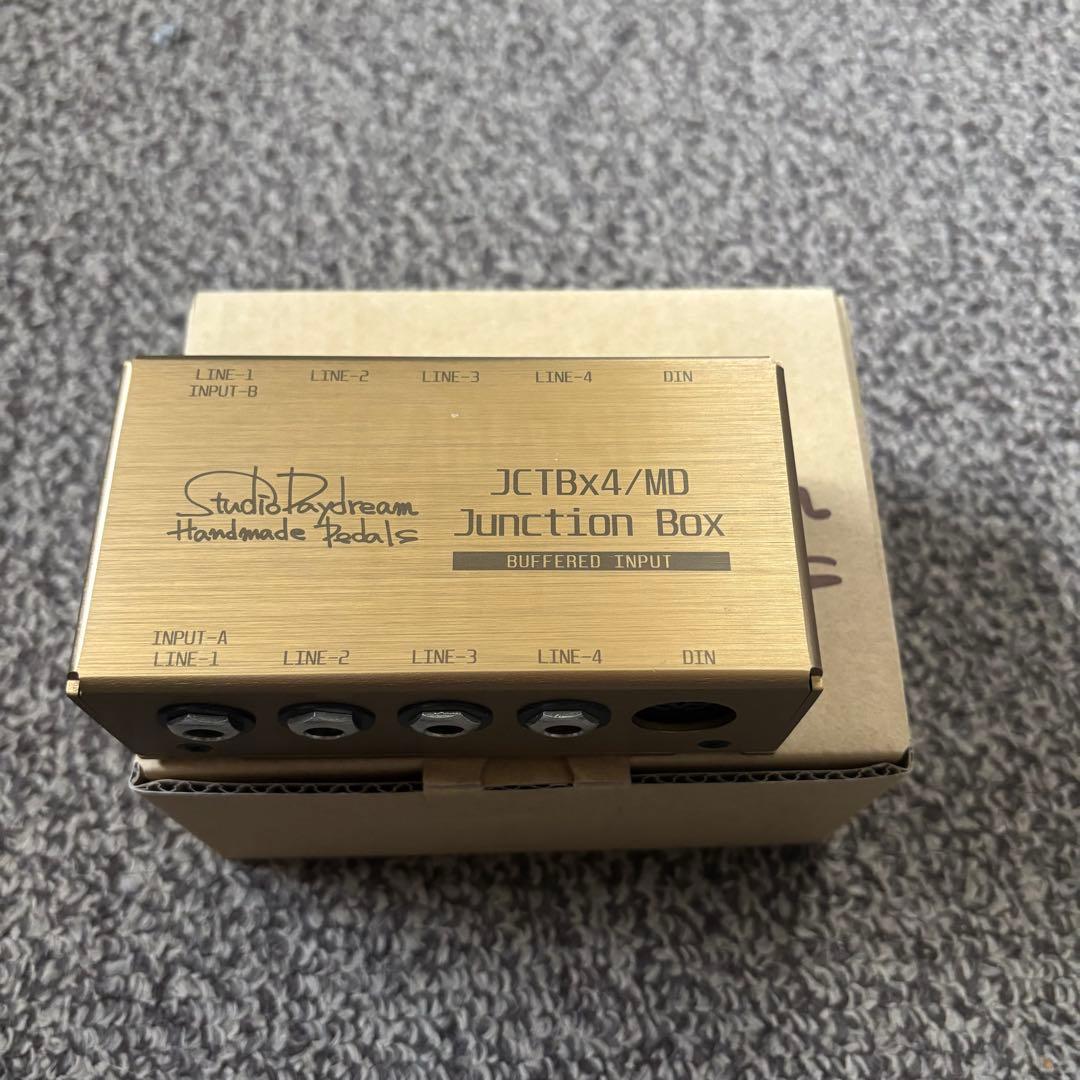 LINE-1 LINE-2 LINE-3 LINE-4 DIN
INPUT-B
StudioDaydream
Handmade Pedals
JCTBx4/MD
Junction Box
BUFFERED INPUT
INPUT-A
LINE-1 LINE-2 LINE-3 LINE-4 DIN